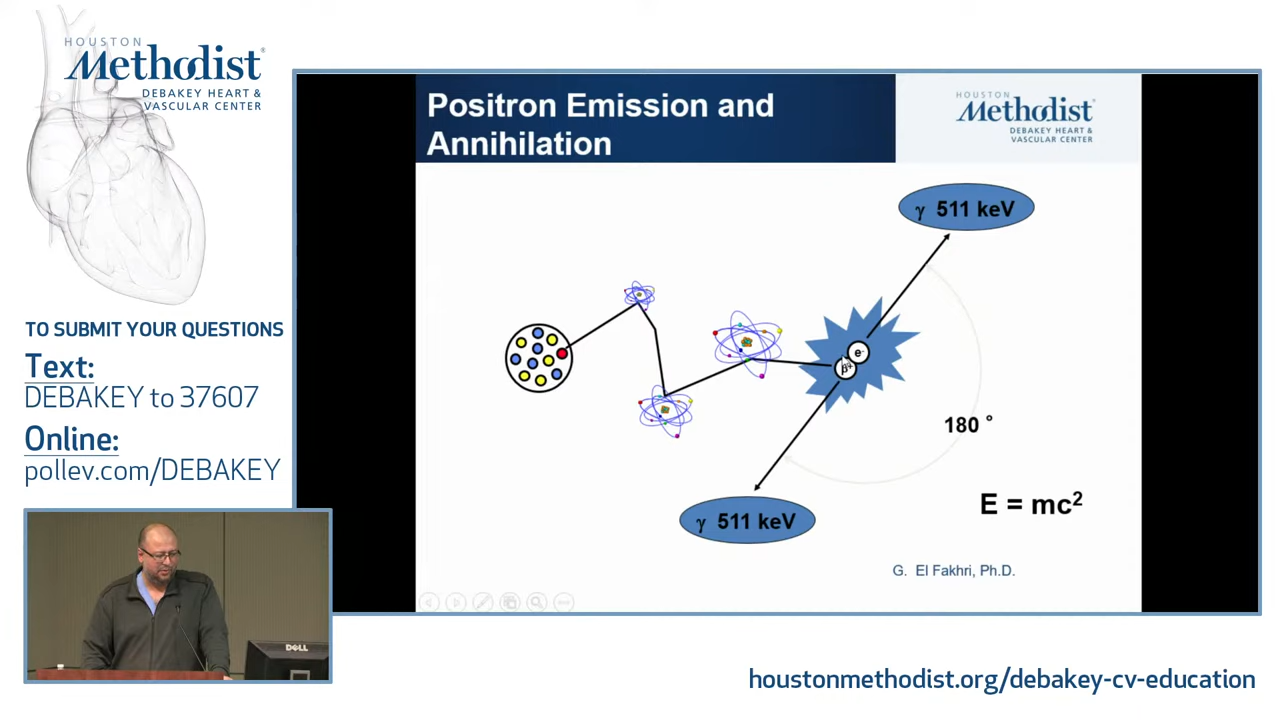 HOUSTON
Methodist®
DEBAKEY HEART &
VASCULAR CENTER
TO SUBMIT YOUR QUESTIONS
Text:
DEBAKEY to 37607
Online:
pollev.com/DEBAKEY
Positron Emission and
Annihilation
HOUSTON
Methodist®
DEBAKEY HEART &
VASCULAR CENTER
γ 511 keV
e-
β+
180 °
γ 511 keV
E = mc²
G. El Fakhri, Ph.D.
DELL
houstonmethodist.org/debakey-cv-education